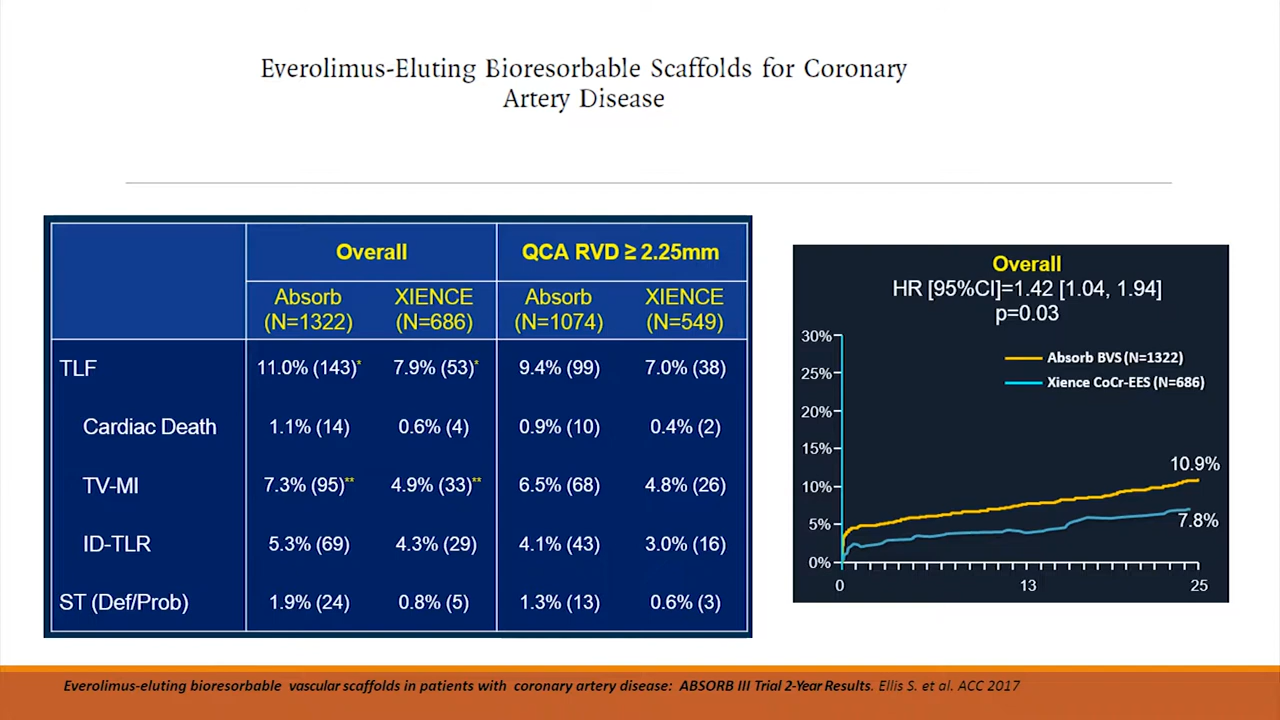 Everolimus-Eluting Bioresorbable Scaffolds for Coronary
Artery Disease
Overall QCA RVD ≥ 2.25mm
Absorb XIENCE Absorb XIENCE
(N=1322) (N=686) (N=1074) (N=549)
TLF 11.0% (143)* 7.9% (53)* 9.4% (99) 7.0% (38)
Cardiac Death 1.1% (14) 0.6% (4) 0.9% (10) 0.4% (2)
TV-MI 7.3% (95)** 4.9% (33)** 6.5% (68) 4.8% (26)
ID-TLR 5.3% (69) 4.3% (29) 4.1% (43) 3.0% (16)
ST (Def/Prob) 1.9% (24) 0.8% (5) 1.3% (13) 0.6% (3)
Overall
HR [95%CI]=1.42 [1.04, 1.94]
p=0.03
30%
25%
20%
15%
10%
5%
0%
Absorb BVS (N=1322)
Xience CoCr-EES (N=686)
10.9%
7.8%
0 13 25
Everolimus-eluting bioresorbable vascular scaffolds in patients with coronary artery disease: ABSORB III Trial 2-Year Results. Ellis S. et al. ACC 2017